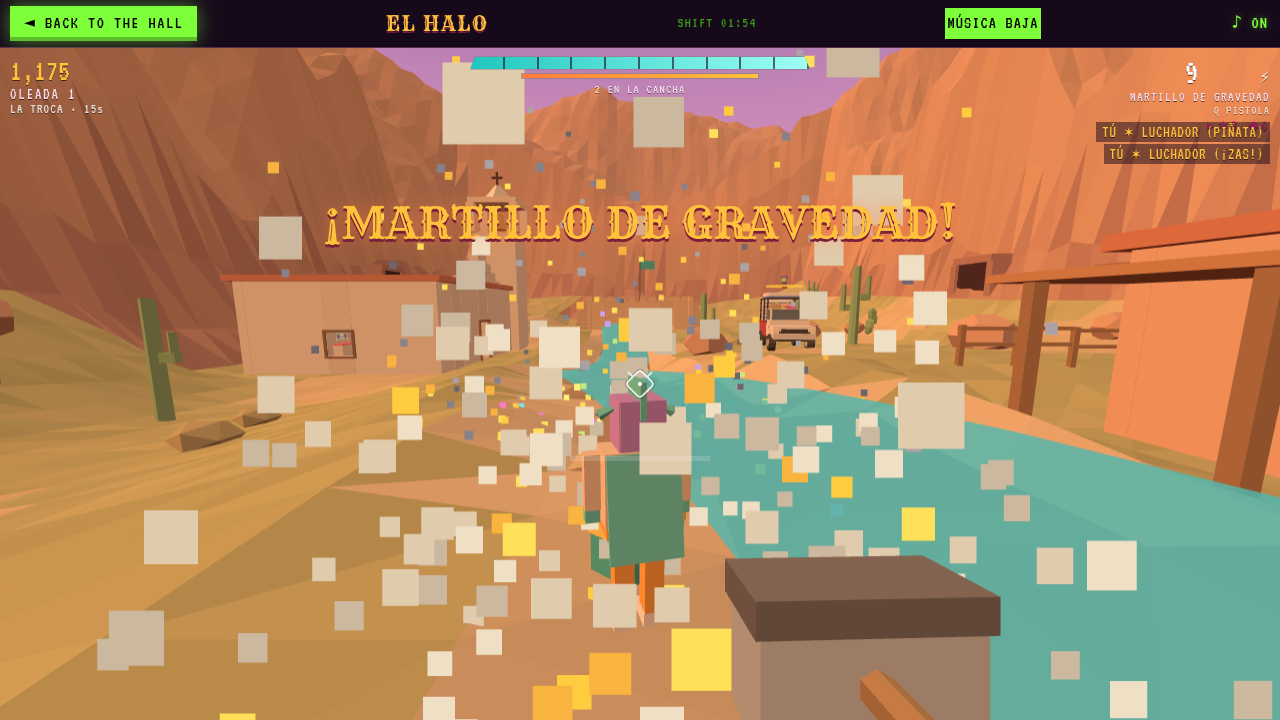 ◄ BACK TO THE HALL
EL HALO
SHIFT 01:54
MÚSICA BAJA
♪ ON
1,175
OLEADA 1
LA TROCA · 15s
2 EN LA CANCHA
9
MARTILLO DE GRAVEDAD
Q PISTOLA
TÚ ✶ LUCHADOR (PIÑATA)
TÚ ✶ LUCHADOR (¡ZAS!)
¡MARTILLO DE GRAVEDAD!